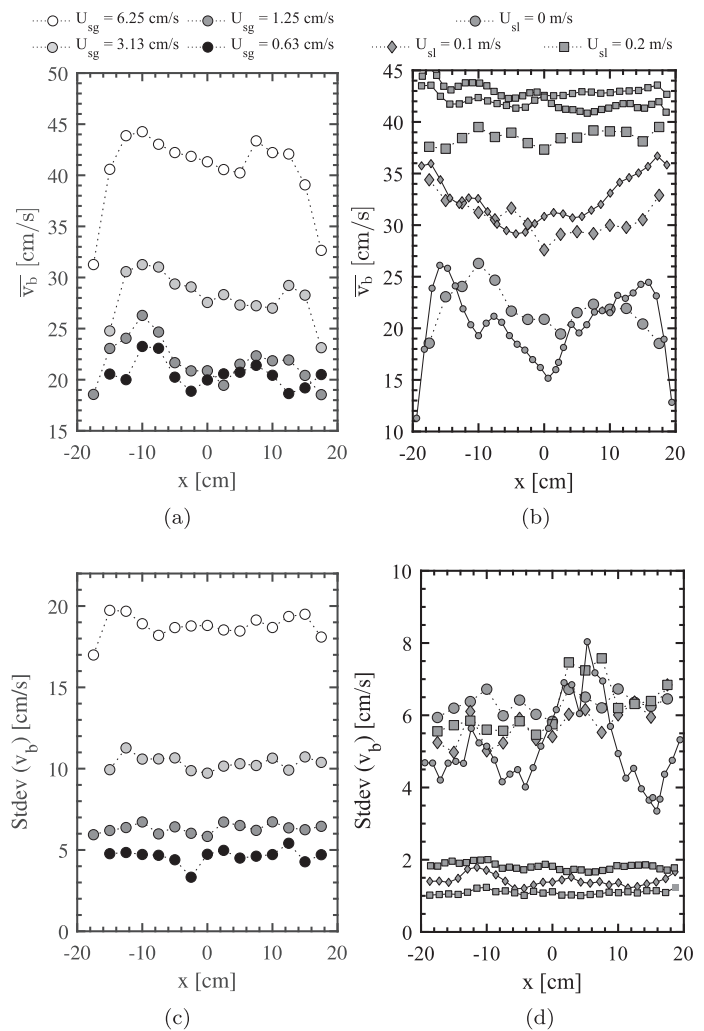 U_sg = 6.25 cm/s U_sg = 1.25 cm/s
U_sg = 3.13 cm/s U_sg = 0.63 cm/s
U_sl = 0 m/s
U_sl = 0.1 m/s U_sl = 0.2 m/s
50
45
40
35
30
25
20
15
-20 -10 0 10 20
v̅_b̅ [cm/s]
x [cm]
(a)
45
40
35
30
25
20
15
10
-20 -10 0 10 20
v̅_b̅ [cm/s]
x [cm]
(b)
20
15
10
5
0
-20 -10 0 10 20
Stdev (v_b) [cm/s]
x [cm]
(c)
10
8
6
4
2
0
-20 -10 0 10 20
Stdev (v_b) [cm/s]
x [cm]
(d)